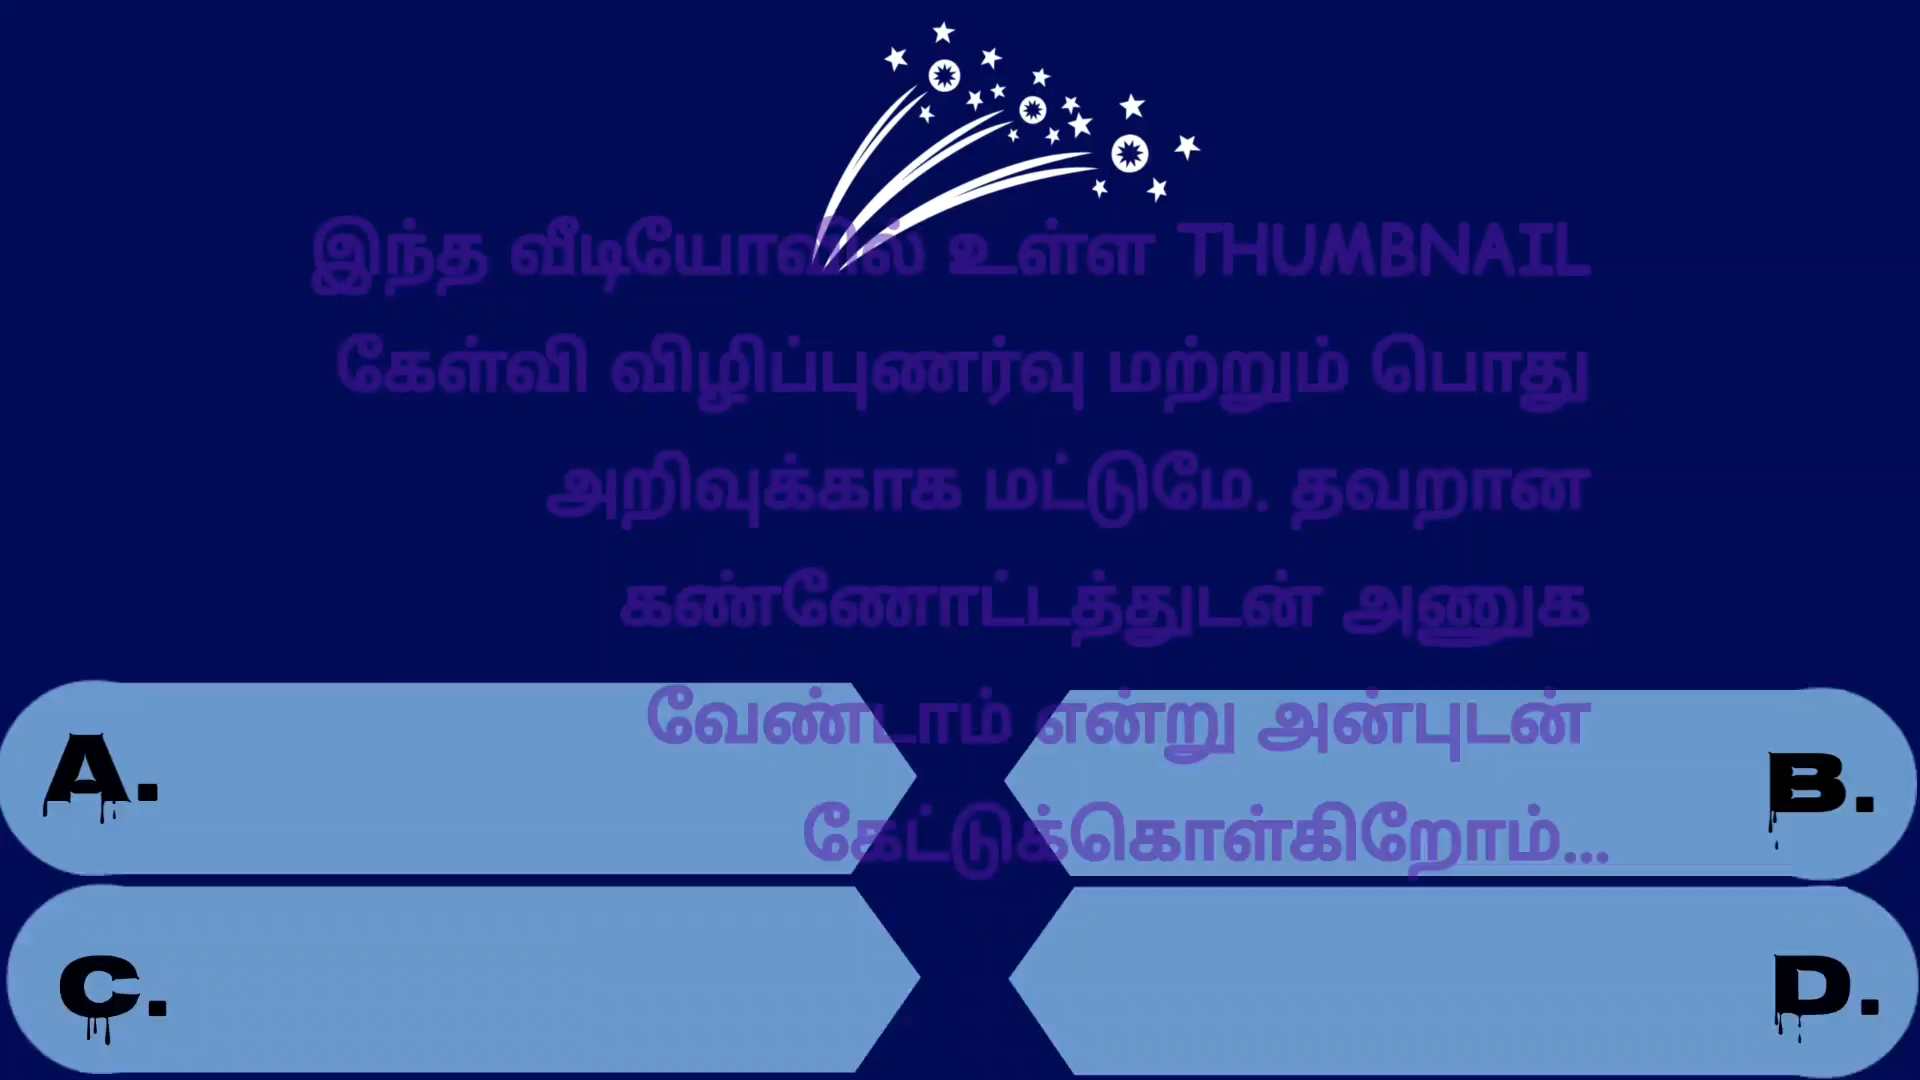 இந்த வீடியோவில் உள்ள THUMBNAIL
கேள்வி விழிப்புணர்வு மற்றும் பொது
அறிவுக்காக மட்டுமே. தவறான
கண்ணோட்டத்துடன் அணுக
வேண்டாம் என்று அன்புடன்
கேட்டுக்கொள்கிறோம்...
A.
B.
C.
D.